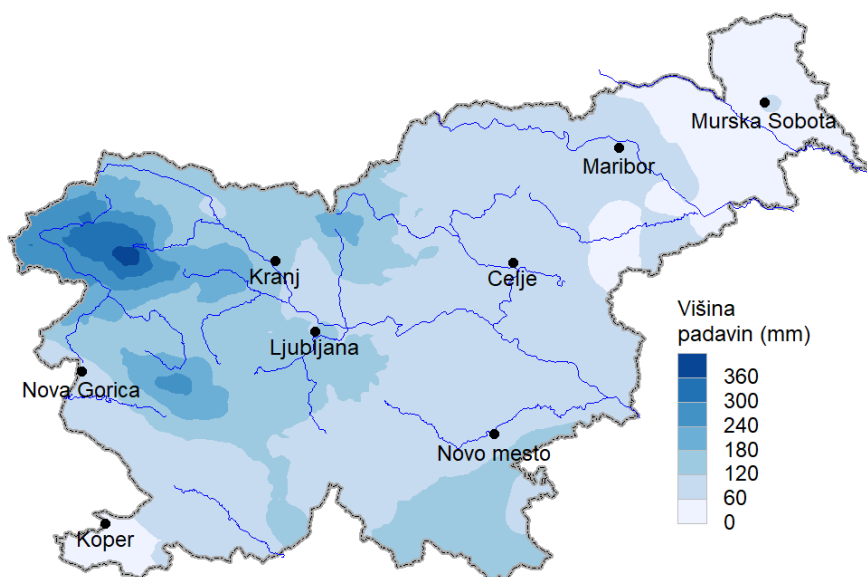 Murska Sobota
Maribor
Kranj
Celje
Ljubljana
Nova Gorica
Novo mesto
Koper
Višina
padavin (mm)
360
300
240
180
120
60
0